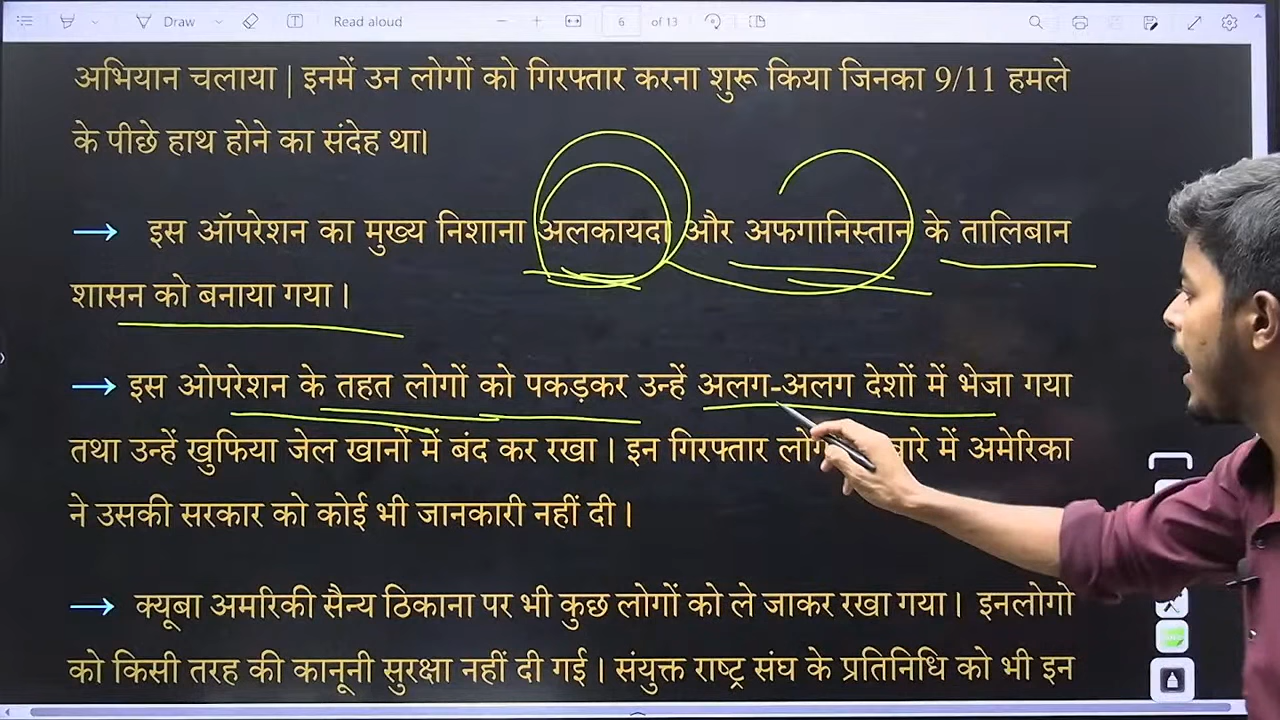 Draw
Read aloud
6 of 13
अभियान चलाया | इनमें उन लोगों को गिरफ्तार करना शुरू किया जिनका 9/11 हमले
के पीछे हाथ होने का संदेह था।
→ इस ऑपरेशन का मुख्य निशाना अलकायदा और अफगानिस्तान के तालिबान
शासन को बनाया गया।
→ इस ओपरेशन के तहत लोगों को पकड़कर उन्हें अलग-अलग देशों में भेजा गया
तथा उन्हें खुफिया जेल खानों में बंद कर रखा। इन गिरफ्तार में अमेरिका
ने उसकी सरकार को कोई भी जानकारी नहीं दी।
→ क्यूबा अमरिकी सैन्य ठिकाना पर भी कुछ लोगों को ले जाकर रखा गया। इनलोगो
को किसी तरह की कानूनी सुरक्षा नहीं दी गई। संयुक्त राष्ट्र संघ के प्रतिनिधि को भी इन